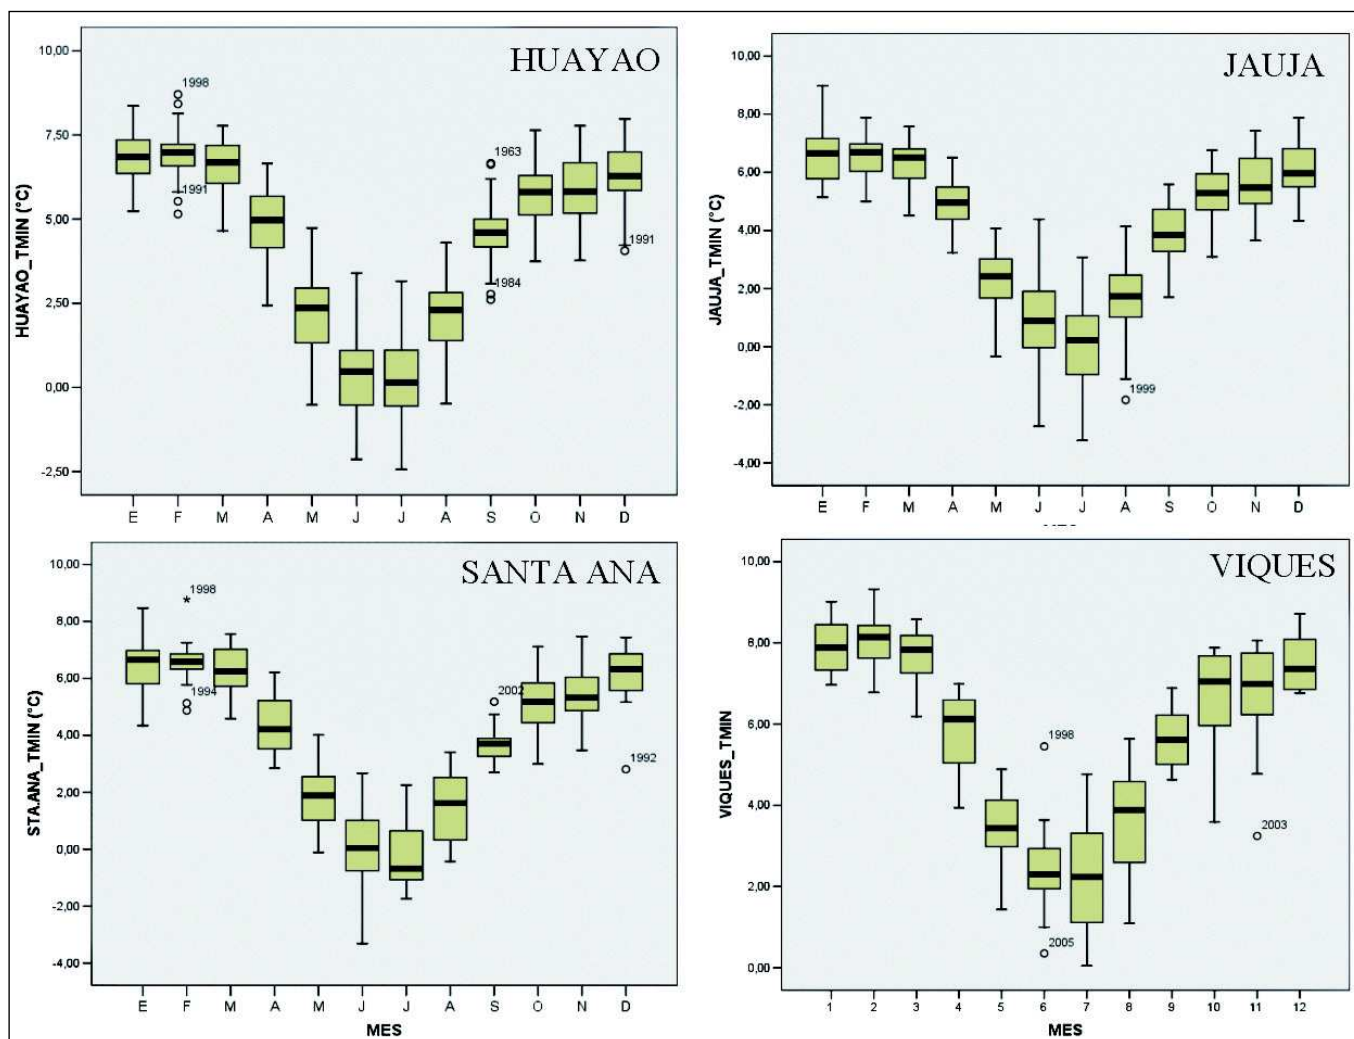 HUAYAO
10,00
7,50
5,00
2,50
0,00
-2,50
HUAYAO_TMIN (°C)
1998
1991
1963
1984
1991
E F M A M J J A S O N D
JAUJA
10,00
8,00
6,00
4,00
2,00
0,00
-2,00
-4,00
JAUJA_TMIN (°C)
1999
E F M A M J J A S O N D
SANTA ANA
10,00
8,00
6,00
4,00
2,00
0,00
-2,00
-4,00
STA.ANA_TMIN (°C)
1998
1994
2002
1992
E F M A M J J A S O N D
MES
VIQUES
10,00
8,00
6,00
4,00
2,00
0,00
VIQUES_TMIN
1998
2005
2003
1 2 3 4 5 6 7 8 9 10 11 12
MES